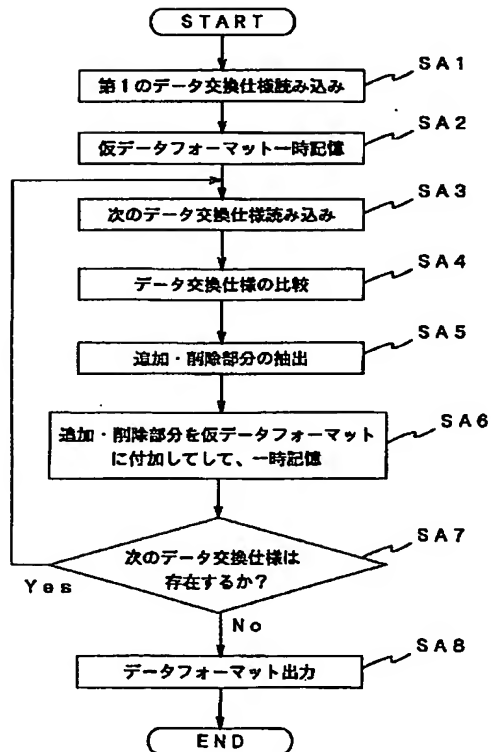 START
第1のデータ交換仕様読み込み
SA1
仮データフォーマット一時記憶
SA2
次のデータ交換仕様読み込み
SA3
データ交換仕様の比較
SA4
追加・削除部分の抽出
SA5
追加・削除部分を仮データフォーマット
に付加してして、一時記憶
SA6
次のデータ交換仕様は
存在するか?
SA7
Yes
No
データフォーマット出力
SA8
END